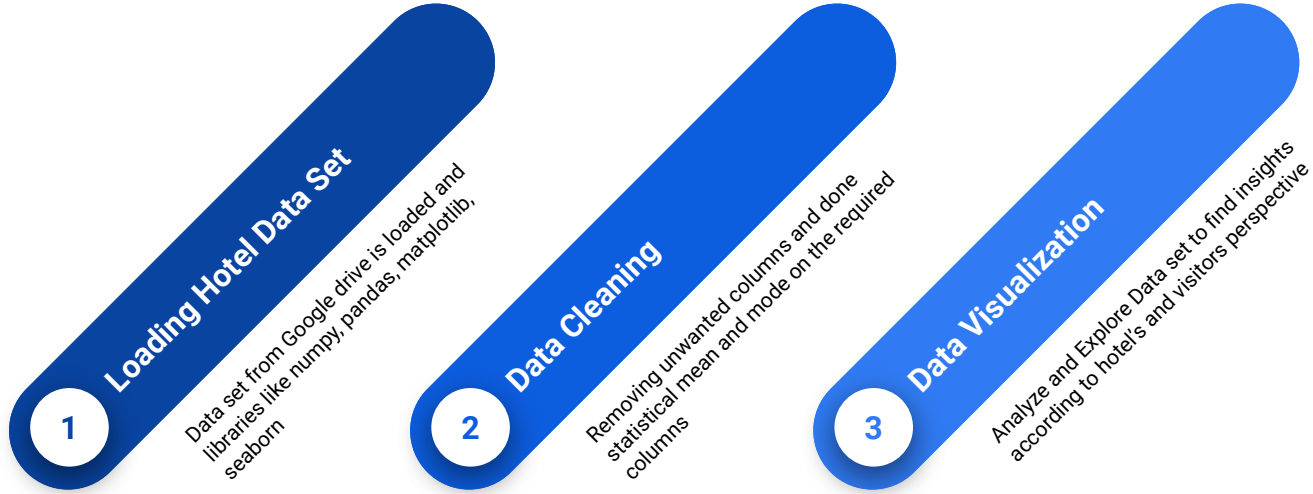 1
Loading Hotel Data Set
Data set from Google drive is loaded and
libraries like numpy, pandas, matplotlib,
seaborn
2
Data Cleaning
Removing unwanted columns and done
statistical mean and mode on the required
columns
3
Data Visualization
Analyze and Explore Data set to find insights
according to hotel's and visitors perspective